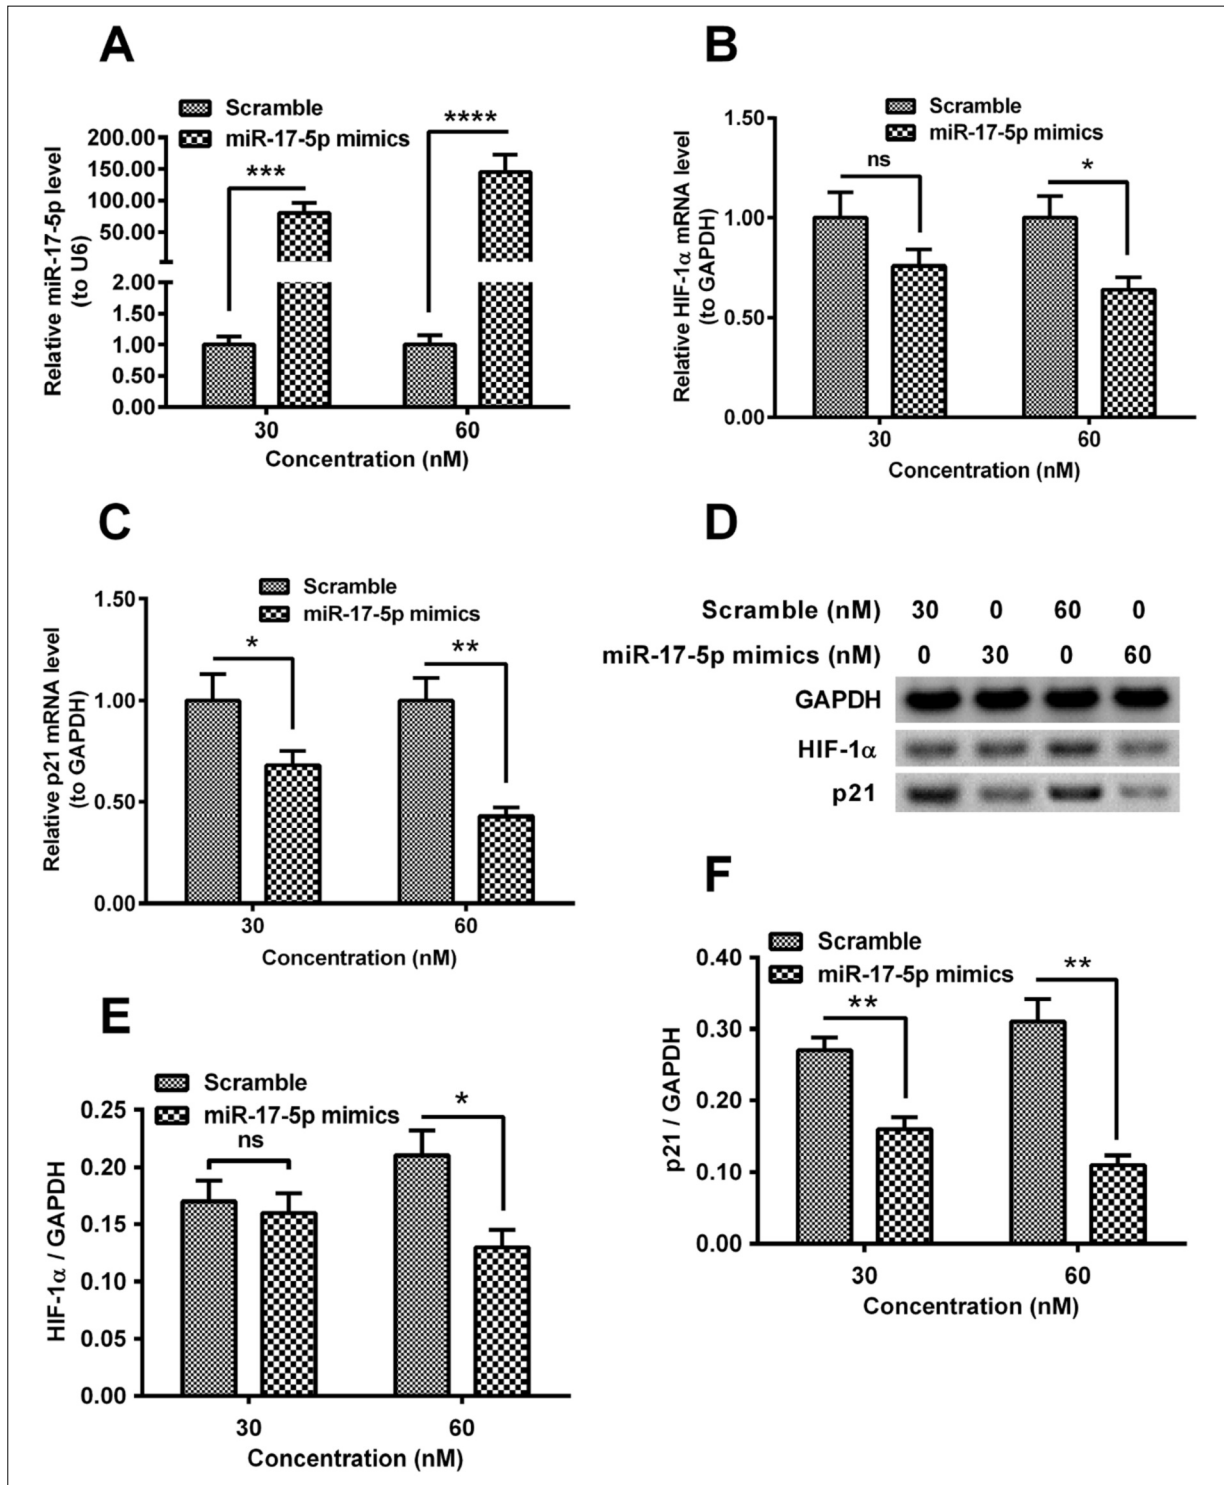 A
Scramble
miR-17-5p mimics
Relative miR-17-5p level
(to U6)
200.00
150.00
100.00
50.00
2.00
1.50
1.00
0.50
0.00
***
****
30
60
Concentration (nM)
B
Scramble
miR-17-5p mimics
Relative HIF-1α mRNA level
(to GAPDH)
1.50
1.00
0.50
0.00
ns
*
30
60
Concentration (nM)
C
Scramble
miR-17-5p mimics
Relative p21 mRNA level
(to GAPDH)
1.50
1.00
0.50
0.00
*
**
30
60
Concentration (nM)
D
Scramble (nM) 30 0 60 0
miR-17-5p mimics (nM) 0 30 0 60
GAPDH
HIF-1α
p21
E
Scramble
miR-17-5p mimics
HIF-1α / GAPDH
0.25
0.20
0.15
0.10
0.05
0.00
ns
*
30
60
Concentration (nM)
F
Scramble
miR-17-5p mimics
p21 / GAPDH
0.40
0.30
0.20
0.10
0.00
**
**
30
60
Concentration (nM)